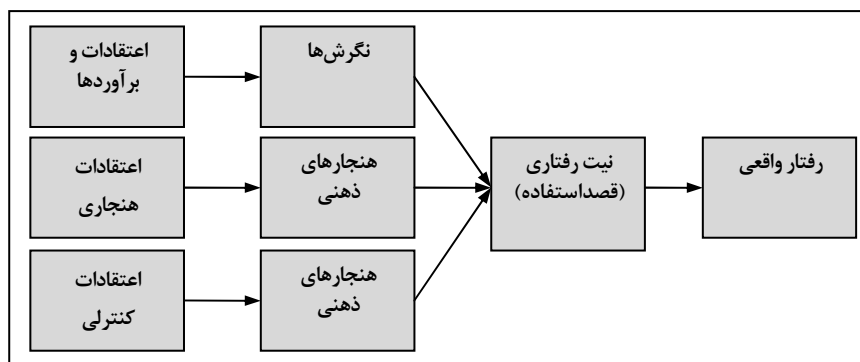 اعتقادات و
برآوردها
نگرش‌ها
اعتقادات
هنجاری
هنجارهای
ذهنی
نیت رفتاری
(قصداستفاده)
رفتار واقعی
اعتقادات
کنترلی
هنجارهای
ذهنی